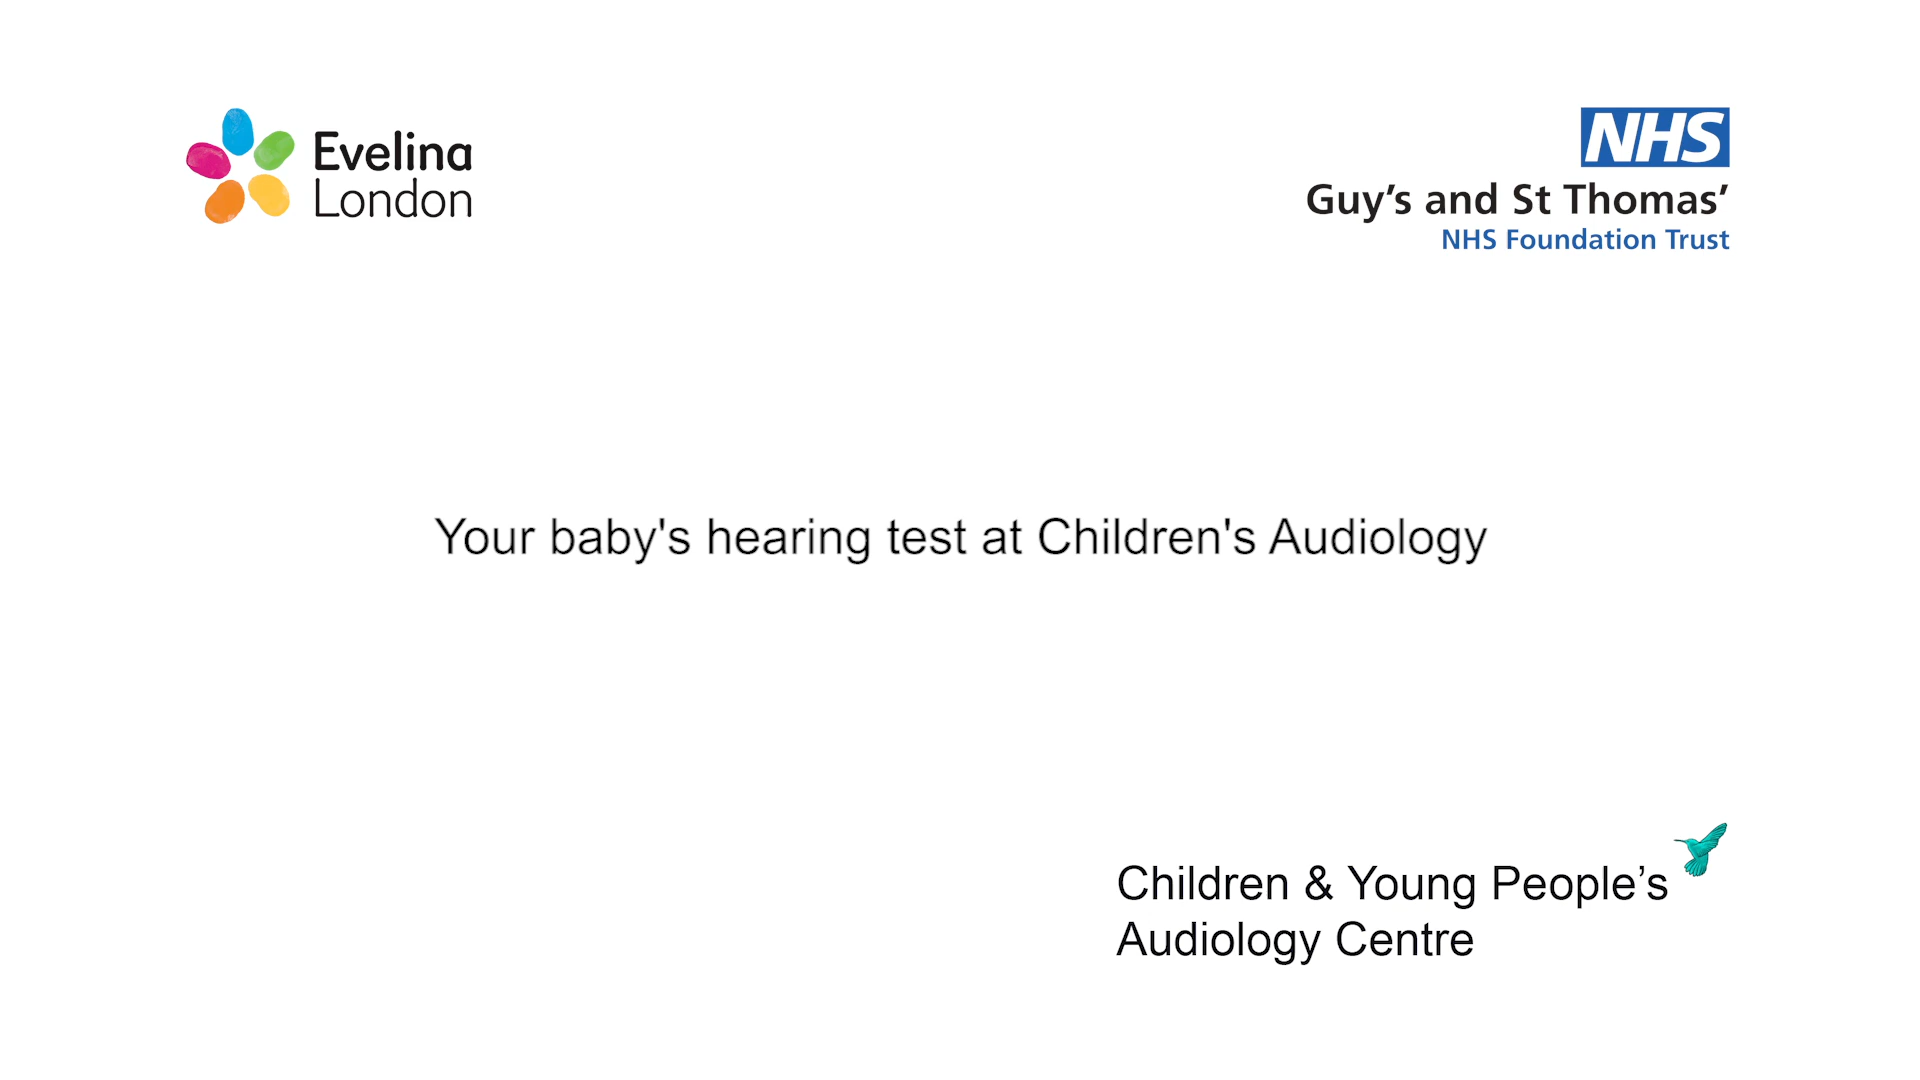 Evelina
London
NHS
Guy’s and St Thomas’
NHS Foundation Trust
Your baby's hearing test at Children's Audiology
Children & Young People’s
Audiology Centre